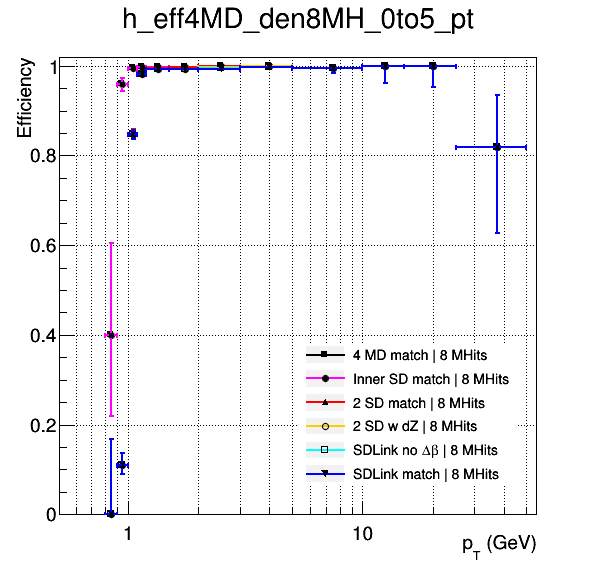 h_eff4MD_den8MH_0to5_pt
Efficiency
1
0.8
0.6
0.4
0.2
0
4 MD match | 8 MHits
Inner SD match | 8 MHits
2 SD match | 8 MHits
2 SD w dZ | 8 MHits
SDLink no Δβ | 8 MHits
SDLink match | 8 MHits
1
10
p_T (GeV)